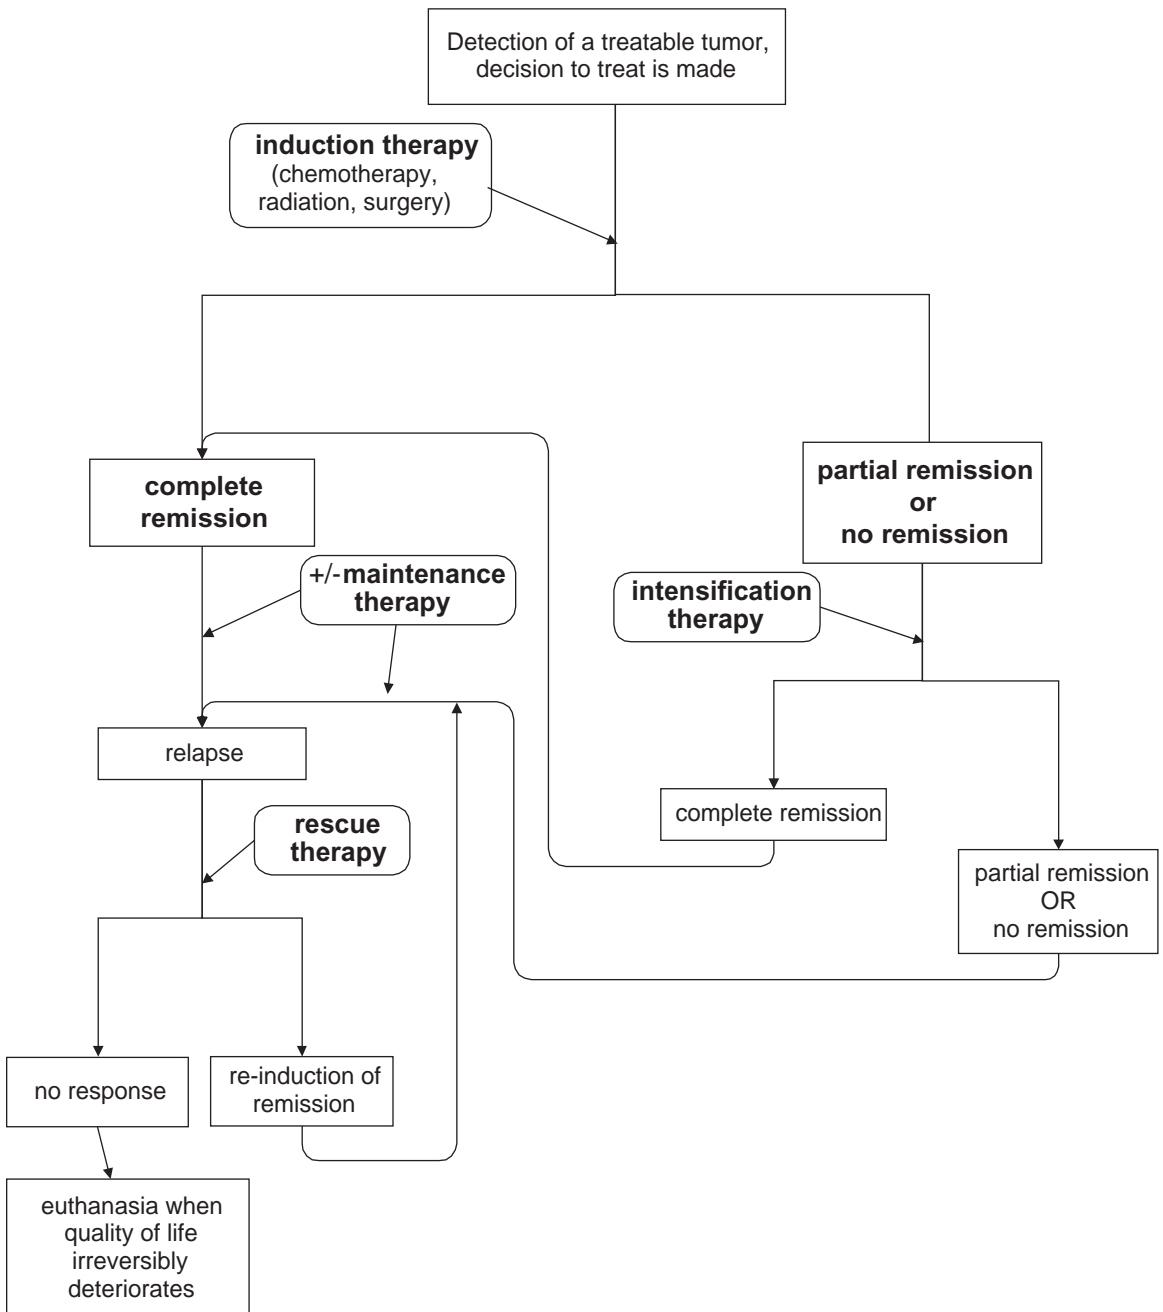 Detection of a treatable tumor,
decision to treat is made
induction therapy
(chemotherapy,
radiation, surgery)
complete
remission
partial remission
or
no remission
+/-maintenance
therapy
intensification
therapy
relapse
complete remission
rescue
therapy
partial remission
OR
no remission
no response
re-induction of
remission
euthanasia when
quality of life
irreversibly
deteriorates